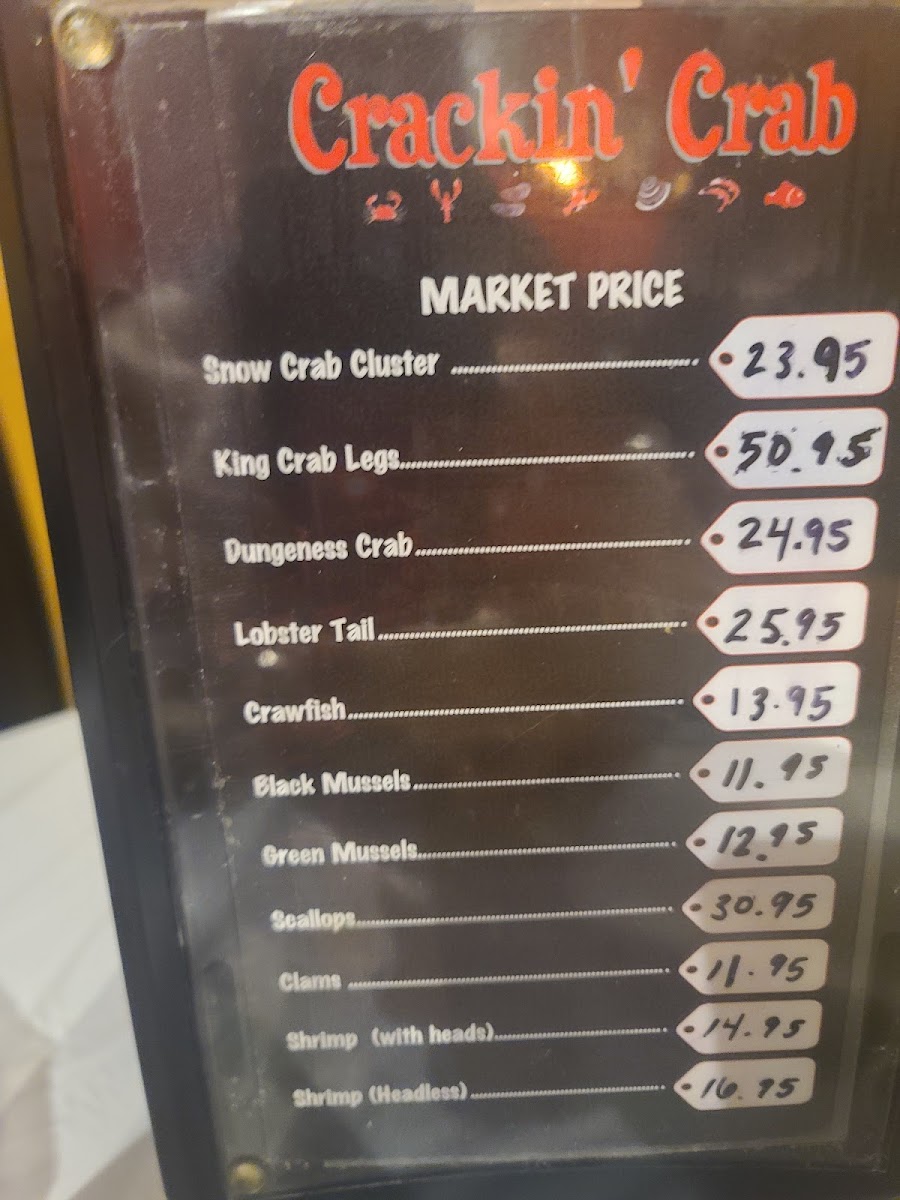 Crackin' Crab
MARKET PRICE
Snow Crab Cluster ........................................ 23.95
King Crab Legs................................................ 50.95
Dungeness Crab............................................. 24.95
Lobster Tail.................................................... 25.95
Crawfish......................................................... 13.95
Black Mussels................................................ 11.95
Green Mussels............................................... 12.95
Scallops......................................................... 30.95
Clams ............................................................ 11.95
Shrimp (with heads)................................ 14.95
Shrimp (Headless).................................... 16.95